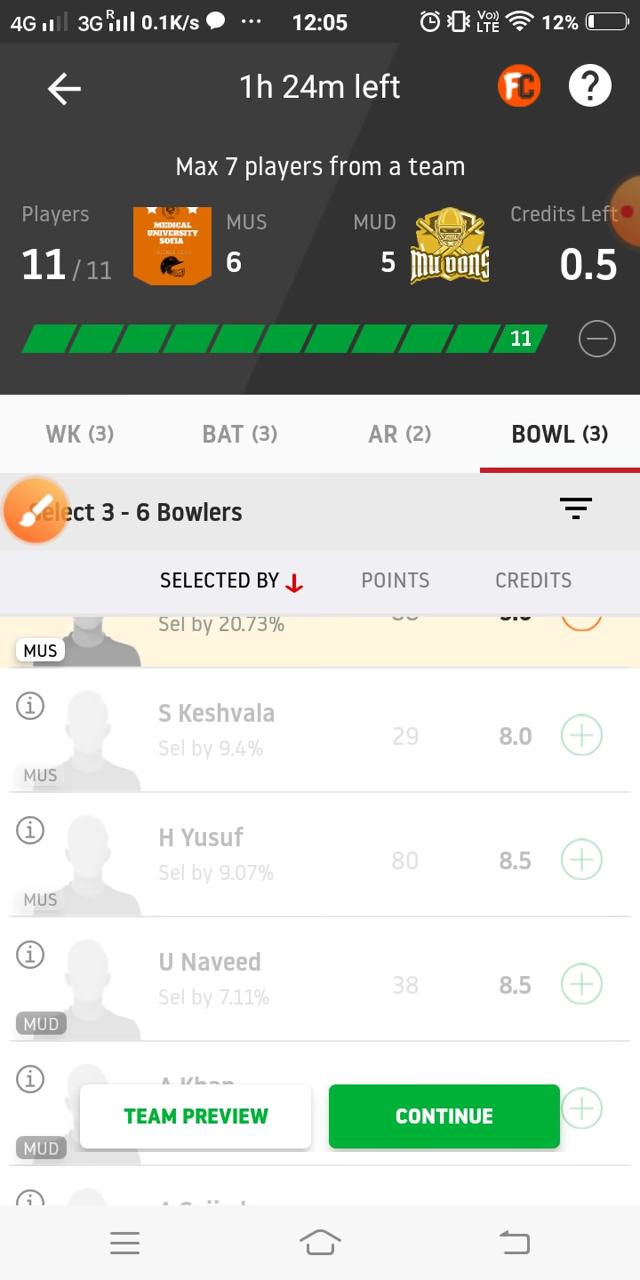 4G 3G R 0.1K/s ... 12:05 Vo)) LTE 12%
1h 24m left FC ?
Max 7 players from a team
Players MUS MUD Credits Left
MEDICAL UNIVERSITY SOFIA
MU DONS
11 / 11 6 5 0.5
11
WK (3) BAT (3) AR (2) BOWL (3)
ect 3 - 6 Bowlers
SELECTED BY POINTS CREDITS
Sel by 20.73%
MUS
S Keshvala
Sel by 9.4% 29 8.0
MUS
H Yusuf
Sel by 9.07% 80 8.5
MUS
U Naveed
Sel by 7.11% 38 8.5
MUD
A Khan
TEAM PREVIEW CONTINUE
MUD